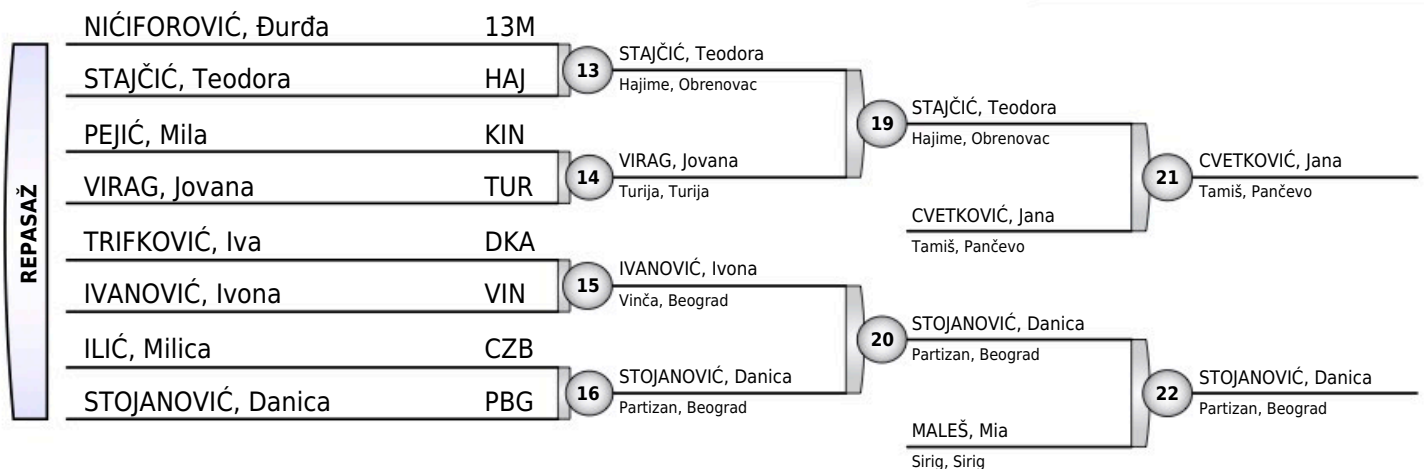 REPASAŽ
NIĆIFOROVIĆ, Đurđa 13M
STAJČIĆ, Teodora HAJ
PEJIĆ, Mila KIN
VIRAG, Jovana TUR
TRIFKOVIĆ, Iva DKA
IVANOVIĆ, Ivona VIN
ILIĆ, Milica CZB
STOJANOVIĆ, Danica PBG
13
STAJČIĆ, Teodora
Hajime, Obrenovac
14
VIRAG, Jovana
Turija, Turija
15
IVANOVIĆ, Ivona
Vinča, Beograd
16
STOJANOVIĆ, Danica
Partizan, Beograd
19
STAJČIĆ, Teodora
Hajime, Obrenovac
CVETKOVIĆ, Jana
Tamiš, Pančevo
20
STOJANOVIĆ, Danica
Partizan, Beograd
MALEŠ, Mia
Sirig, Sirig
21
CVETKOVIĆ, Jana
Tamiš, Pančevo
22
STOJANOVIĆ, Danica
Partizan, Beograd